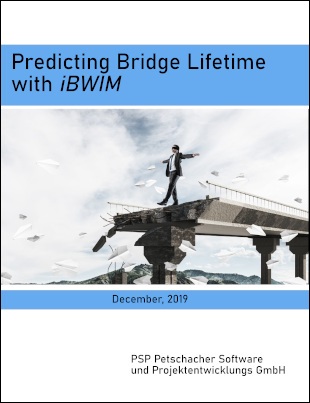 Predicting Bridge Lifetime
with iBWIM
December, 2019
PSP Petschacher Software
und Projektentwicklungs GmbH